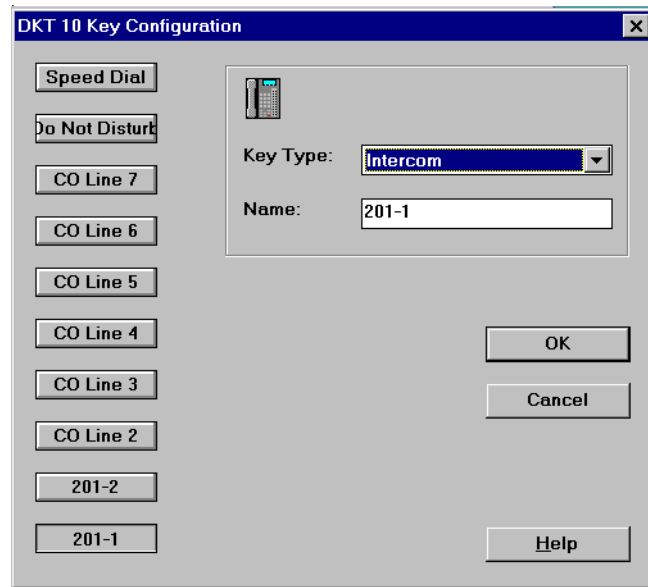 DKT 10 Key Configuration
Speed Dial
Do Not Disturb
CO Line 7
CO Line 6
CO Line 5
CO Line 4
CO Line 3
CO Line 2
201-2
201-1
Key Type:
Intercom
Name:
201-1
OK
Cancel
Help